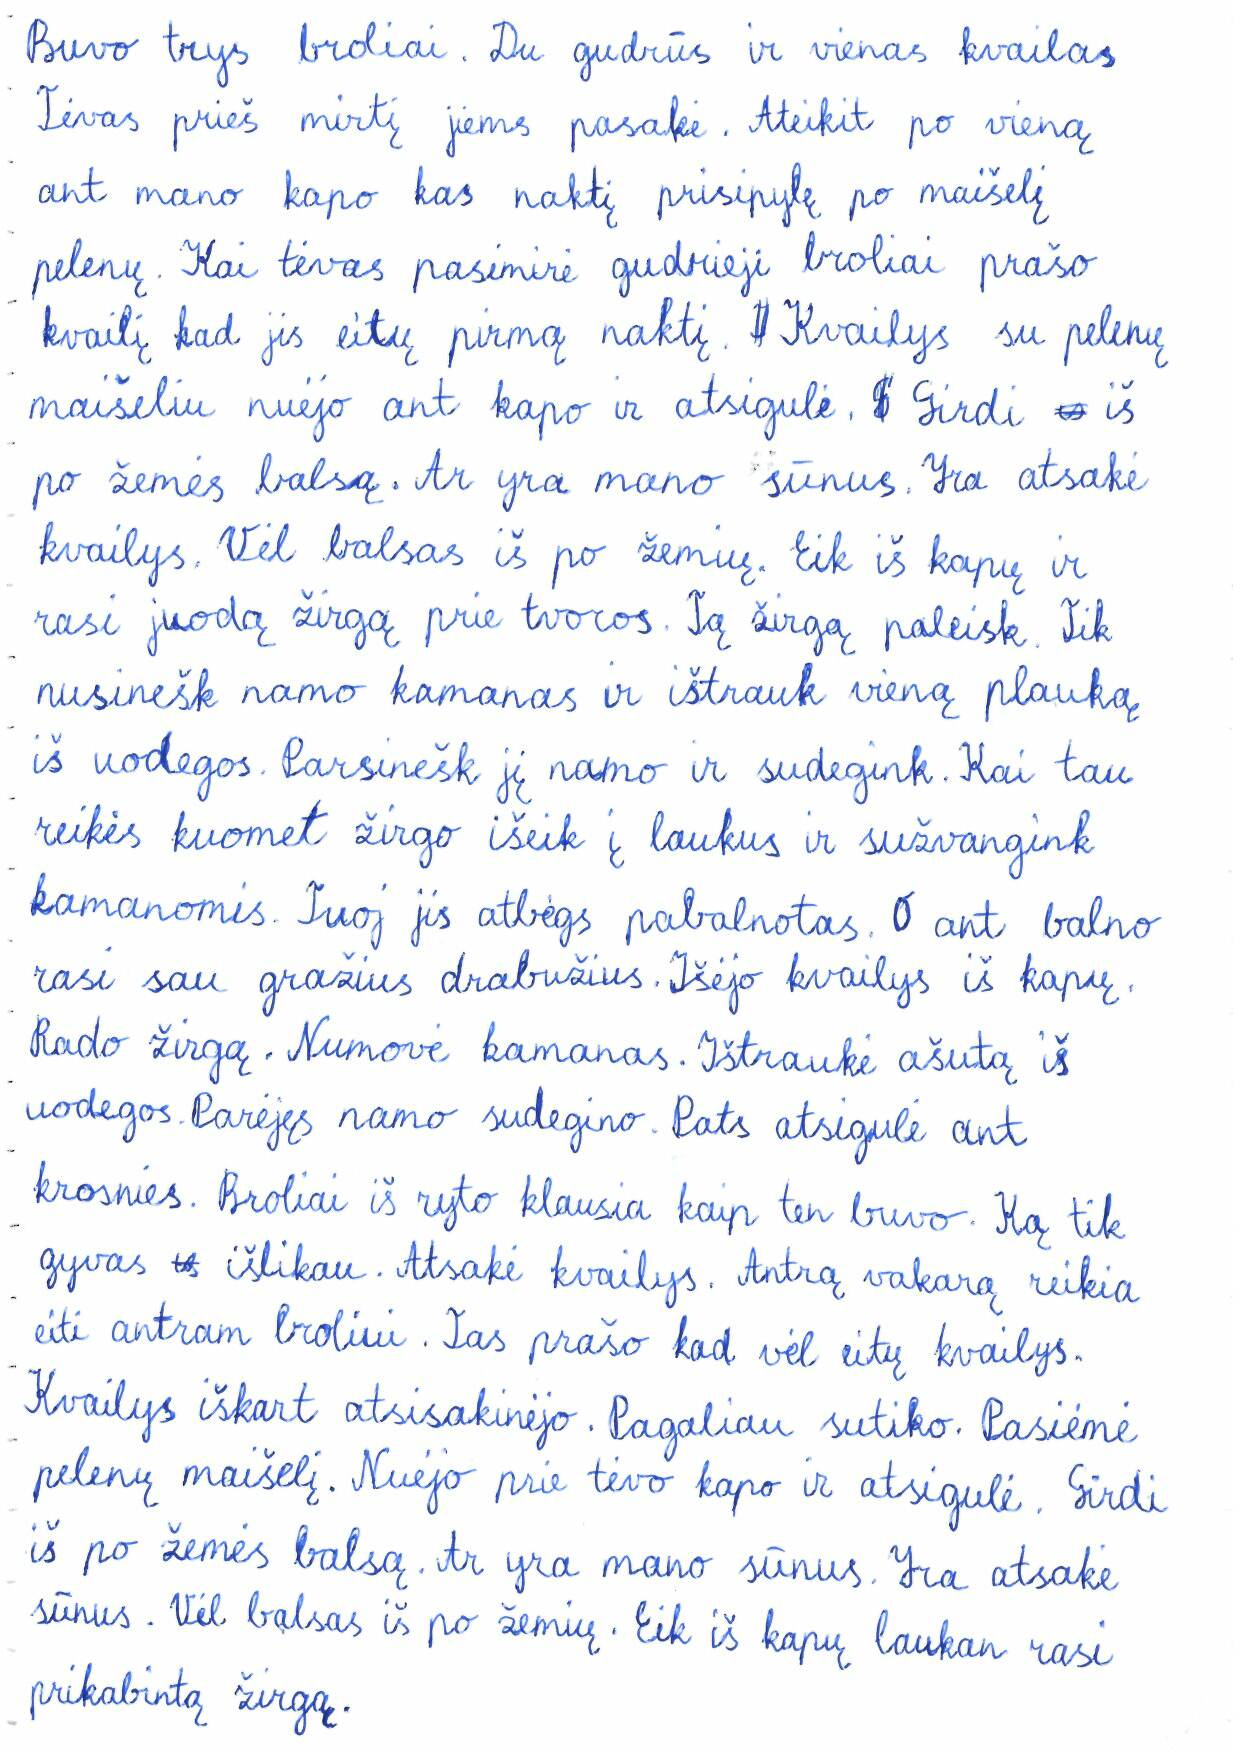 Buvo trys broliai. Du gudrūs ir vienas kvailas
Tėvas prieš mirtį jiems pasakė. Ateikit po vieną
ant mano kapo kas naktį prisipylę po maišelį
pelenų. Kai tėvas pasimirė gudrieji broliai prašo
kvailį kad jis eitų pirmą naktį. Kvailys su pelenų
maišeliu nuėjo ant kapo ir atsigulė. Girdi iš
po žemės balsą. Ar yra mano sūnus. Yra atsakė
kvailys. Vėl balsas iš po žemių. Eik iš kapų ir
rasi juodą žirgą prie tvoros. Tą žirgą paleisk. Tik
nusinešk namo kamanas ir ištrauk vieną plauką
iš uodegos. Parsinešk jį namo ir sudegink. Kai tau
reikės kuomet žirgo išeik į laukus ir sužvangink
kamanomis. Tuoj jis atbėgs pabalnotas. O ant balno
rasi sau gražius drabužius. Išėjo kvailys iš kapų.
Rado žirgą. Numovė kamanas. Ištraukė ašutą iš
uodegos. Parėjęs namo sudegino. Pats atsigulė ant
krosnies. Broliai iš ryto klausia kaip ten buvo. Ką tik
gyvas išlikau. Atsakė kvailys. Antrą vakarą reikia
eiti antram broliui. Tas prašo kad vėl eitų kvailys.
Kvailys iškart atsisakinėjo. Pagaliau sutiko. Pasiėmė
pelenų maišelį. Nuėjo prie tėvo kapo ir atsigulė. Girdi
iš po žemės balsą. Ar yra mano sūnus. Yra atsakė
sūnus. Vėl balsas iš po žemių. Eik iš kapų laukan rasi
prikabintą žirgą.